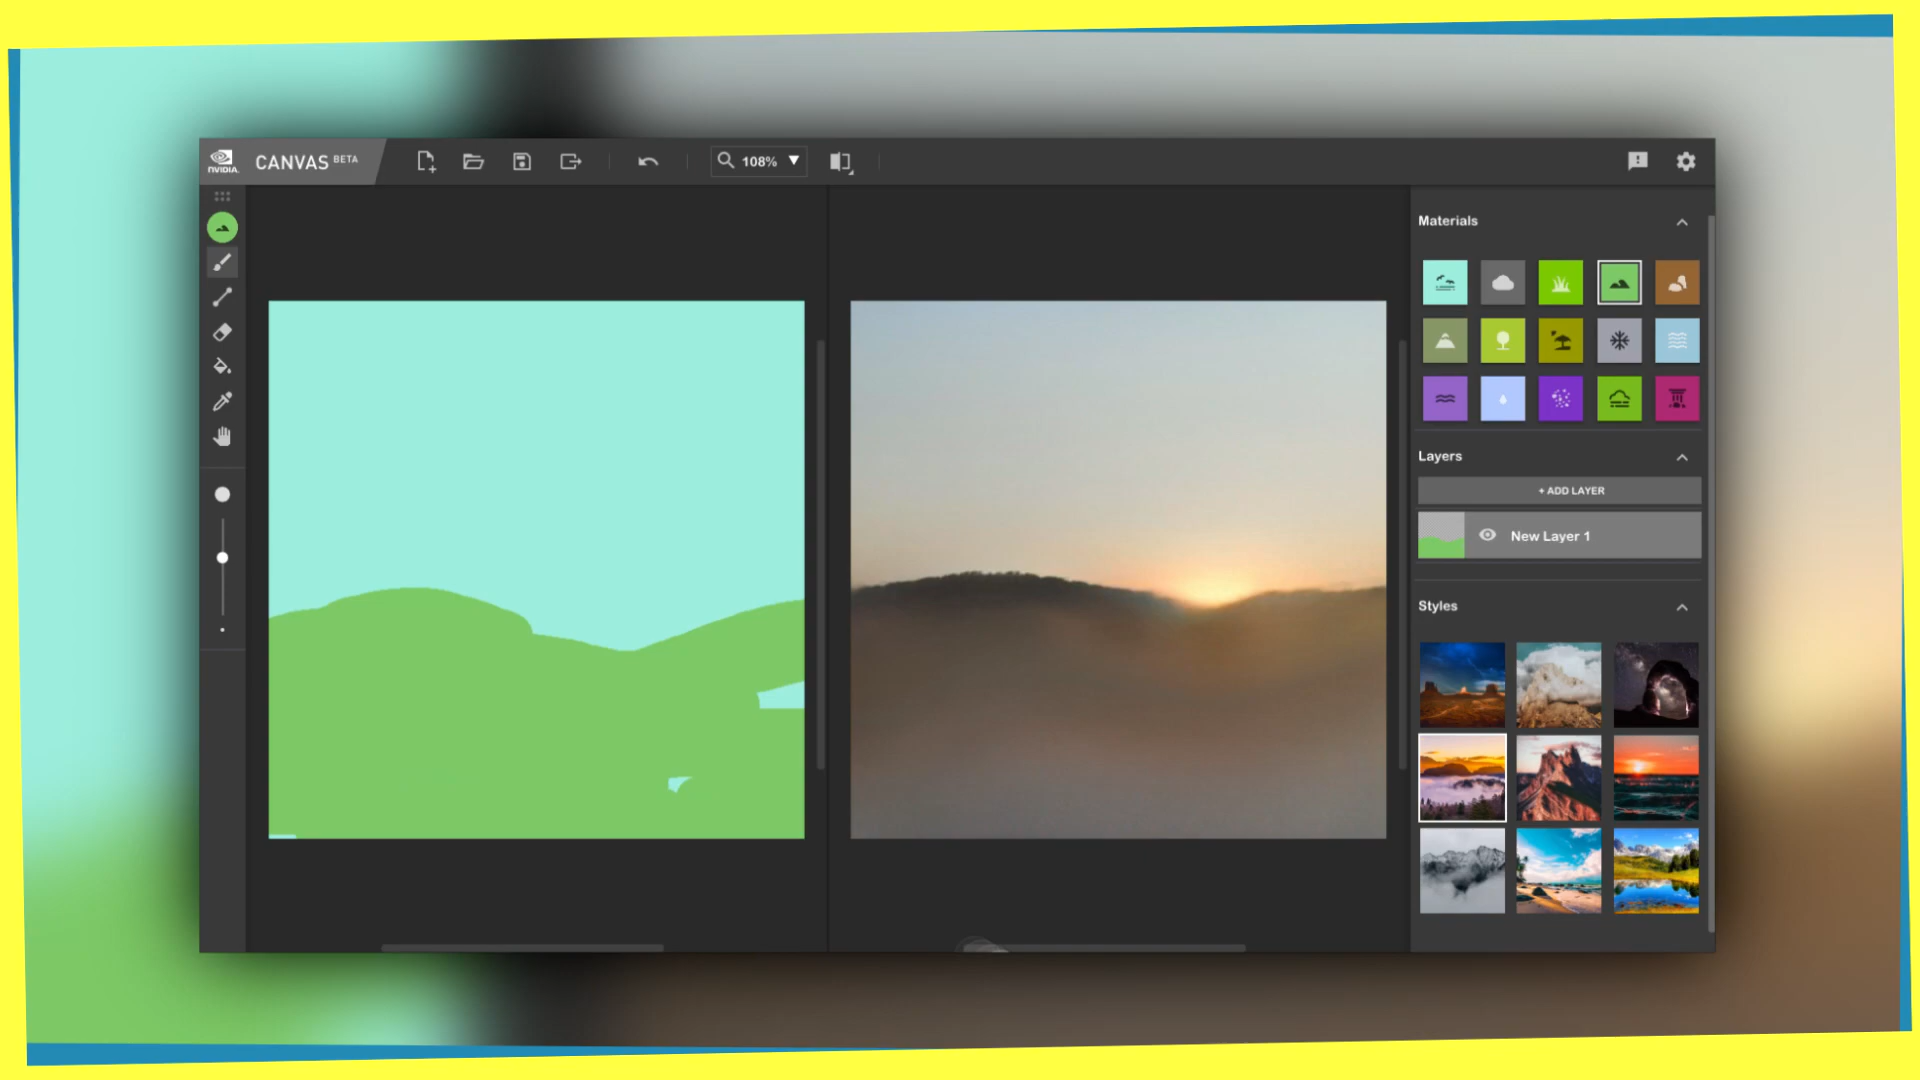 NVIDIA.
CANVAS BETA
108%
Materials
Layers
+ ADD LAYER
New Layer 1
Styles